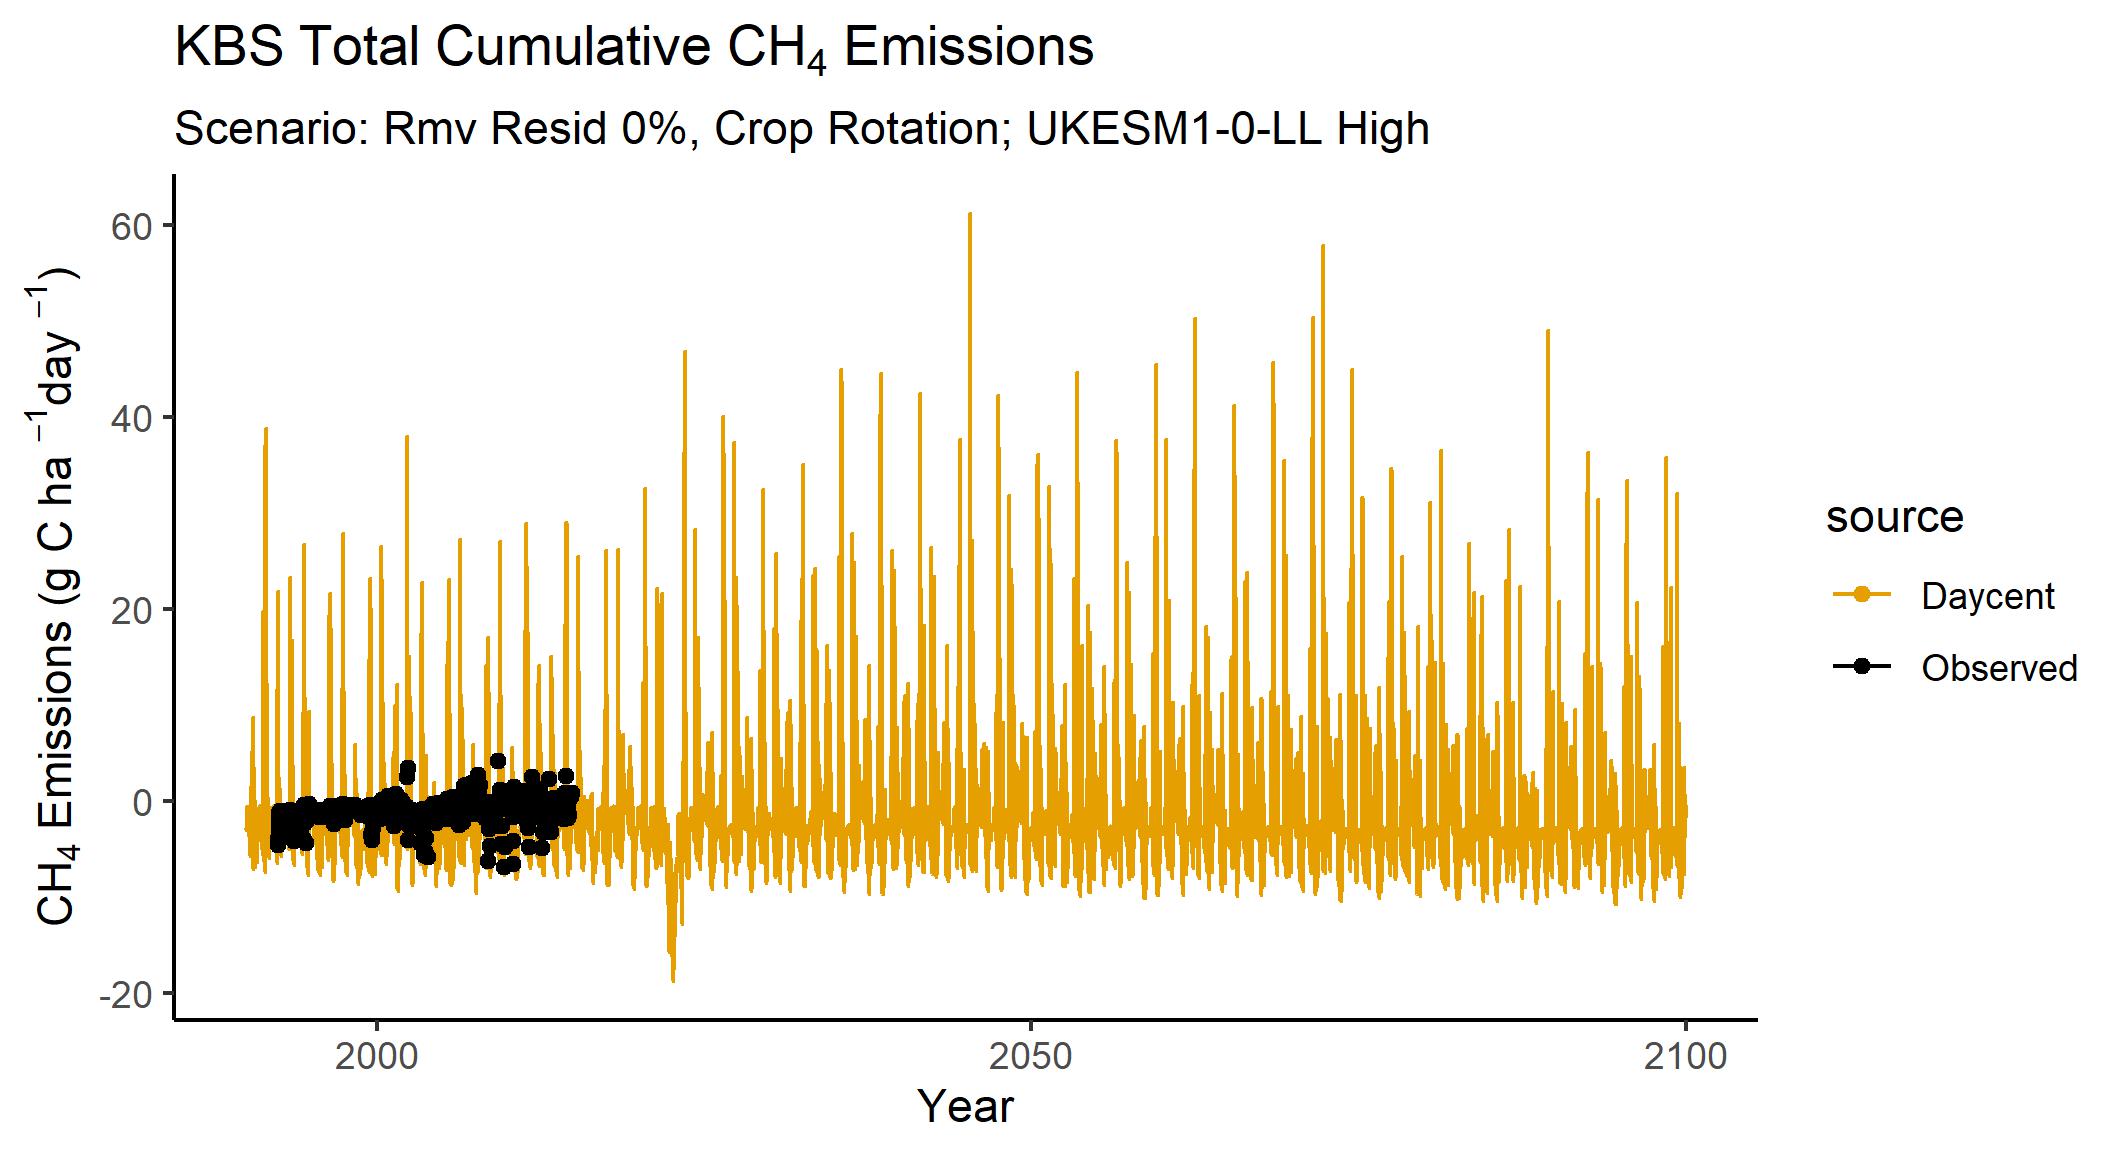 KBS Total Cumulative CH₄ Emissions
Scenario: Rmv Resid 0%, Crop Rotation; UKESM1-0-LL High
CH₄ Emissions (g C ha ⁻¹day ⁻¹)
60
40
20
0
-20
2000
2050
2100
Year
source
Daycent
Observed